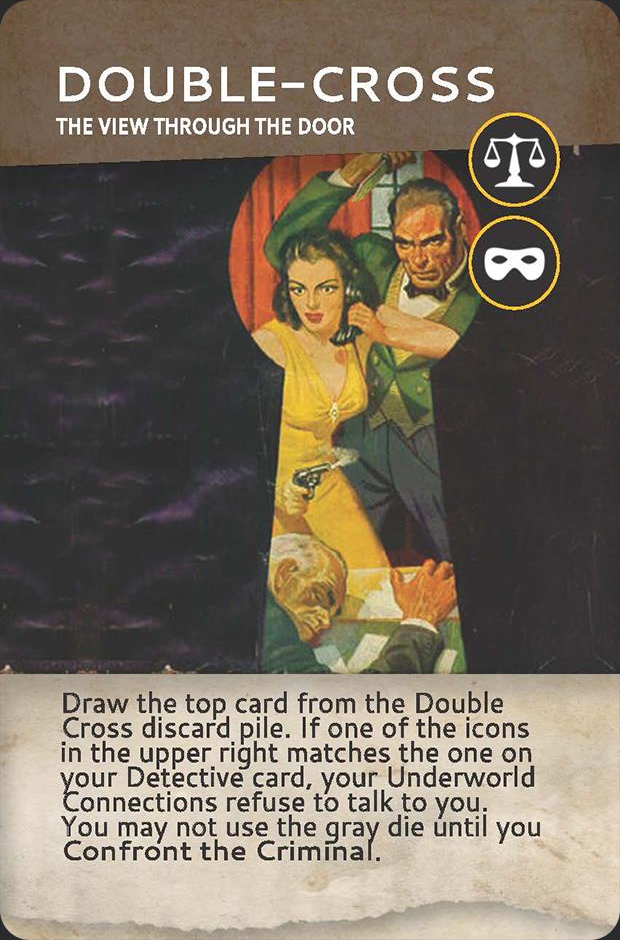 DOUBLE-CROSS
THE VIEW THROUGH THE DOOR
Draw the top card from the Double
Cross discard pile. If one of the icons
in the upper right matches the one on
your Detective card, your Underworld
Connections refuse to talk to you.
You may not use the gray die until you
Confront the Criminal.